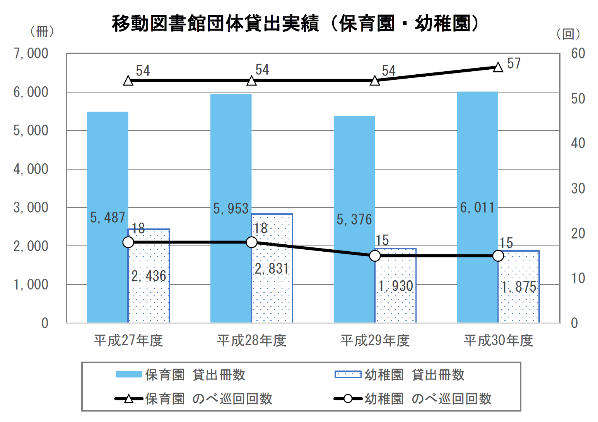 移動図書館団体貸出実績（保育園・幼稚園）
（冊）
（回）
7,000
6,000
5,000
4,000
3,000
2,000
1,000
0
60
50
40
30
20
10
0
54
54
54
57
5,487
5,953
5,376
6,011
18
18
15
15
2,436
2,831
1,930
1,875
平成27年度
平成28年度
平成29年度
平成30年度
保育園 貸出冊数
幼稚園 貸出冊数
保育園 のべ巡回回数
幼稚園 のべ巡回回数